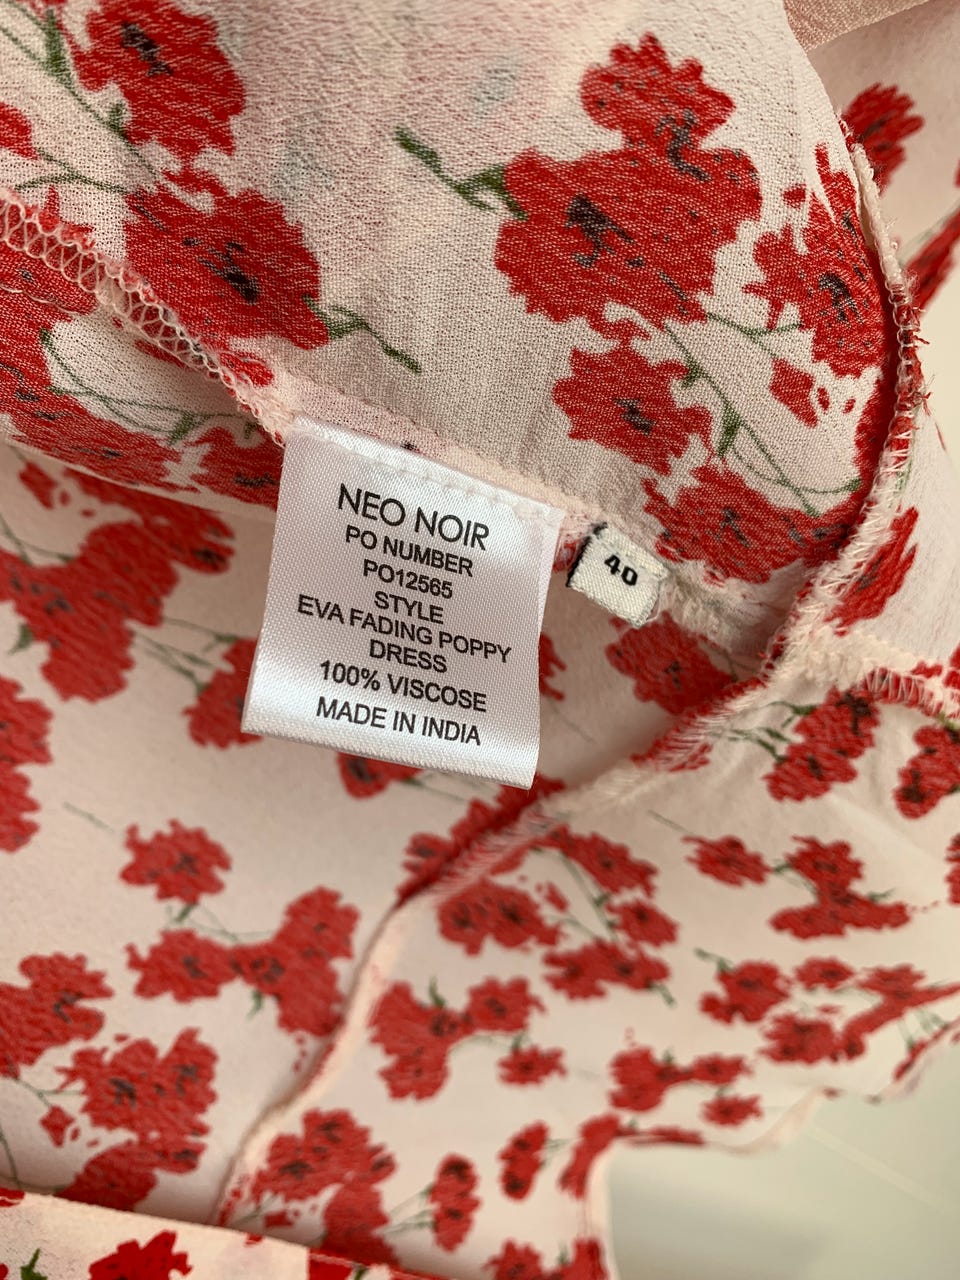 NEO NOIR
PO NUMBER
PO12565
STYLE
EVA FADING POPPY
DRESS
100% VISCOSE
MADE IN INDIA
40